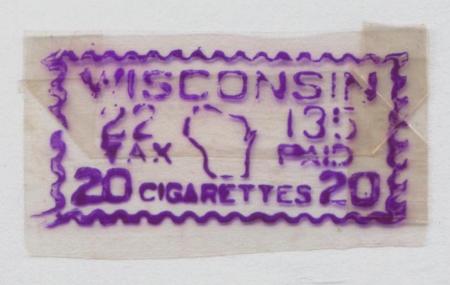 WISCONSIN
22 135
TAX PAID
20 CIGARETTES 20